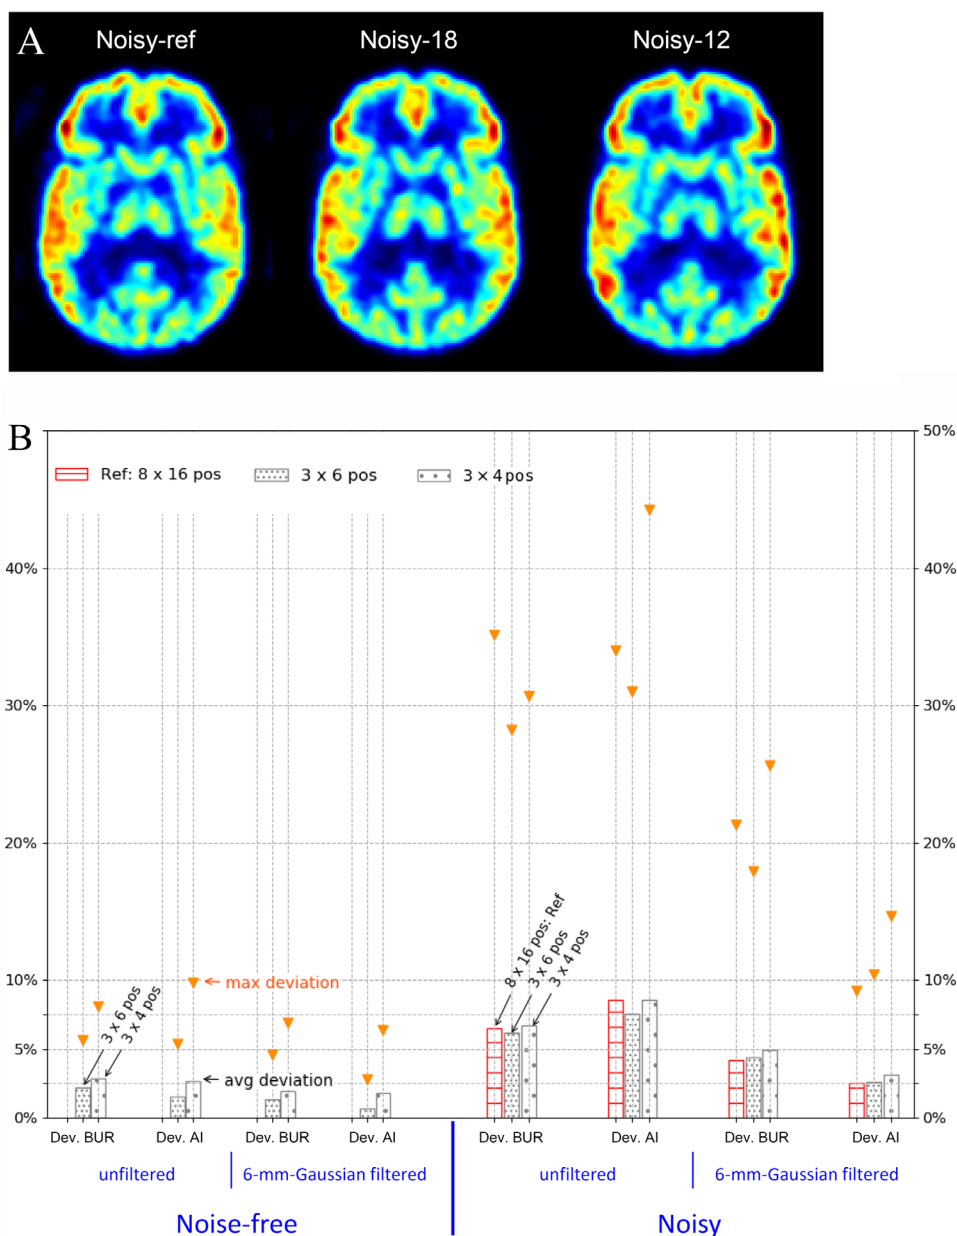 A
Noisy-ref
Noisy-18
Noisy-12
B
50%
Ref: 8 x 16 pos
3 x 6 pos
3 × 4 pos
40%
40%
30%
30%
20%
20%
8 x 16 pos: Ref
3 x 6 pos
3 x 4 pos
10%
10%
max deviation
3 x 6 pos
3 x 4 pos
5%
5%
avg deviation
0%
0%
Dev. BUR
Dev. AI
Dev. BUR
Dev. AI
Dev. BUR
Dev. AI
Dev. BUR
Dev. AI
unfiltered
6-mm-Gaussian filtered
unfiltered
6-mm-Gaussian filtered
Noise-free
Noisy